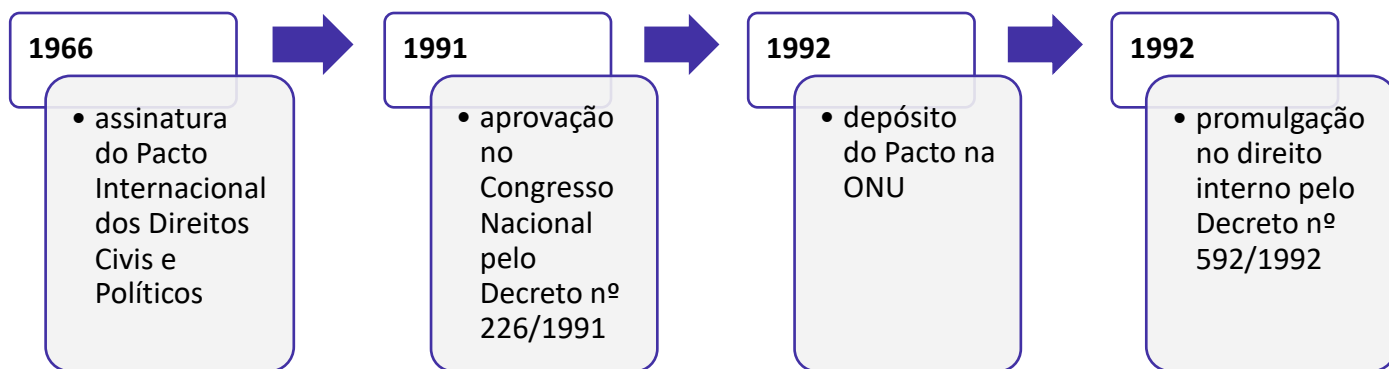 1966
• assinatura
do Pacto
Internacional
dos Direitos
Civis e
Políticos
1991
• aprovação
no
Congresso
Nacional
pelo
Decreto nº
226/1991
1992
• depósito
do Pacto na
ONU
1992
• promulgação
no direito
interno pelo
Decreto nº
592/1992